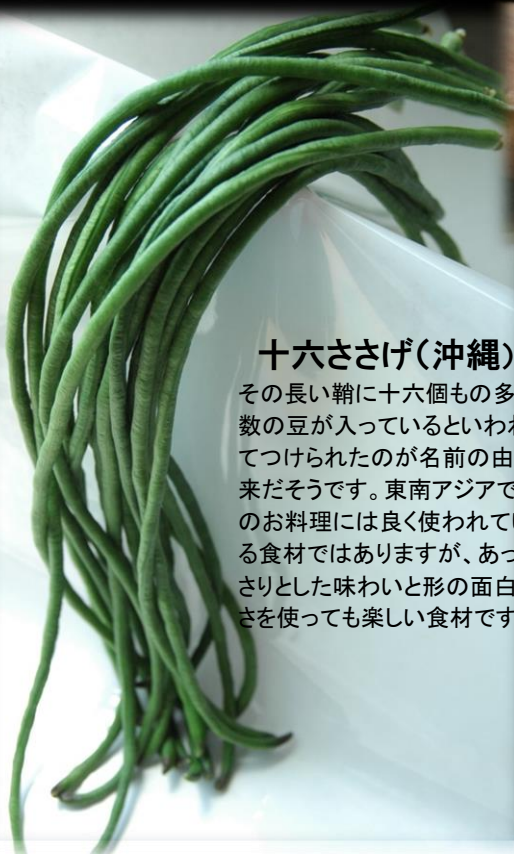 十六ささげ（沖縄）
その長い鞘に十六個もの多
数の豆が入っているといわれ
てつけられたのが名前の由
来だそうです。東南アジアで
のお料理には良く使われてい
る食材ではありますが、あっ
さりとした味わいと形の面白
さを使っても楽しい食材です